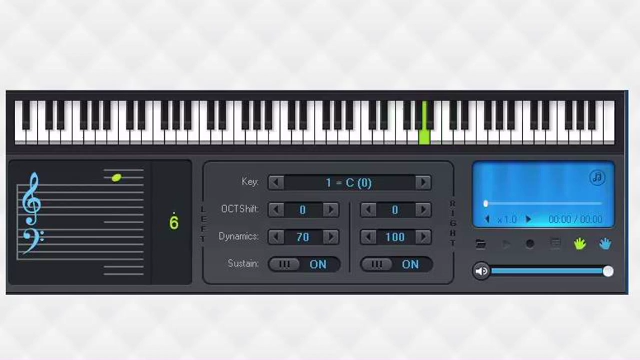 Key: 1 = C (0)
OCTShift: 0 0
Dynamics: 70 100
Sustain: ON ON
LEFT
RIGHT
6
x 1.0 00:00 / 00:00